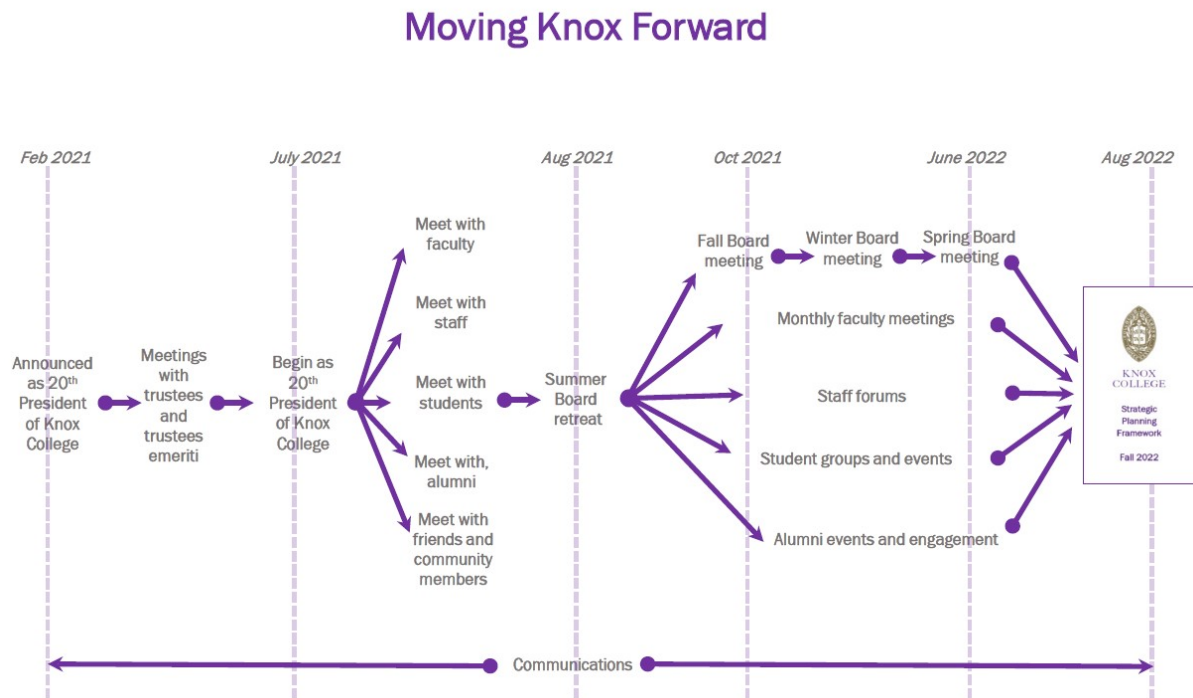 Moving Knox Forward
Feb 2021
July 2021
Aug 2021
Oct 2021
June 2022
Aug 2022
Announced
as 20th
President
of Knox
College
Meetings
with
trustees
and
trustees
emeriti
Begin as
20th
President
of Knox
College
Meet with
faculty
Meet with
staff
Meet with
students
Meet with,
alumni
Meet with
friends and
community
members
Summer
Board
retreat
Fall Board
meeting
Winter Board
meeting
Spring Board
meeting
Monthly faculty meetings
Staff forums
Student groups and events
Alumni events and engagement
KNOX
COLLEGE
Strategic
Planning
Framework
Fall 2022
Communications